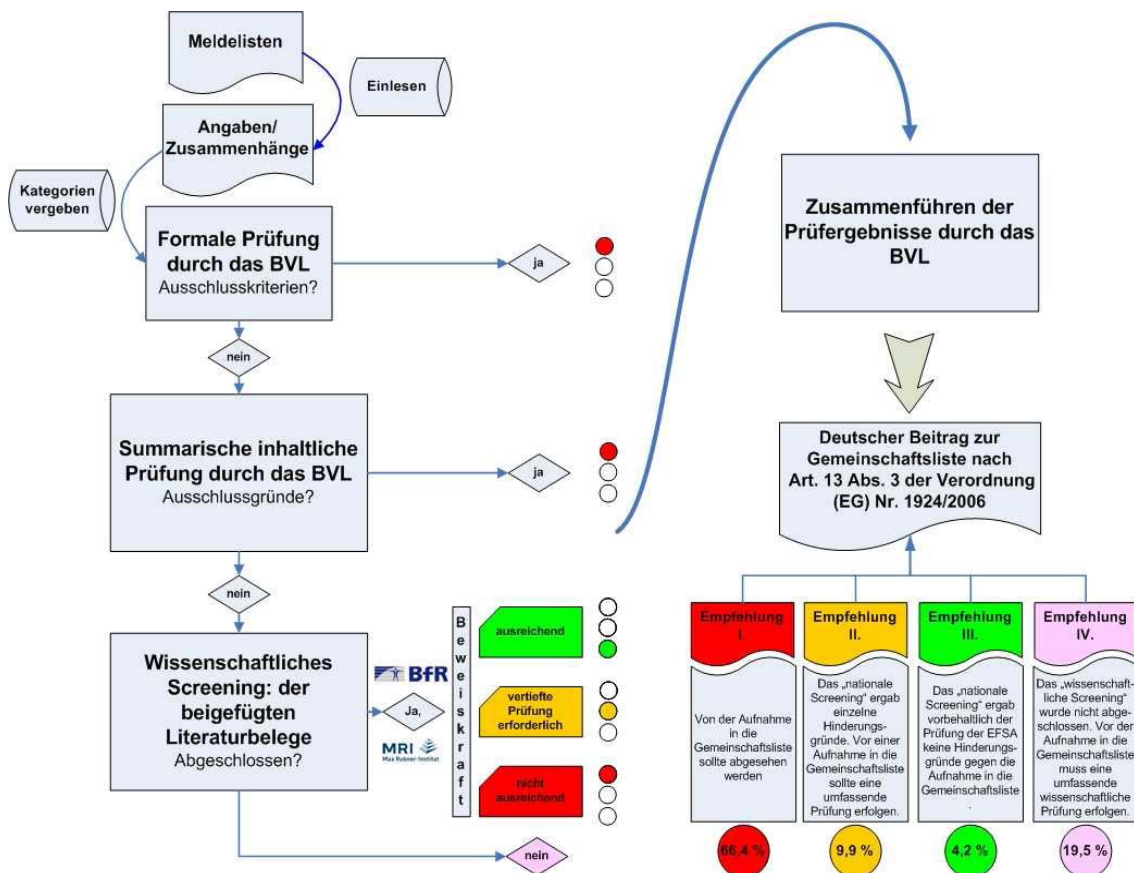 Meldelisten
Einlesen
Angaben/
Zusammenhänge
Kategorien
vergeben
Formale Prüfung
durch das BVL
Ausschlusskriterien?
ja
nein
Summarische inhaltliche
Prüfung durch das BVL
Ausschlussgründe?
ja
nein
Wissenschaftliches
Screening: der
beigefügten
Literaturbelege
Abgeschlossen?
BfR
Ja,
MRI
Max Rubner-Institut
Beweiskraft
ausreichend
vertiefte
Prüfung
erforderlich
nicht
ausreichend
nein
Zusammenführen der
Prüfergebnisse durch das
BVL
Deutscher Beitrag zur
Gemeinschaftsliste nach
Art. 13 Abs. 3 der Verordnung
(EG) Nr. 1924/2006
Empfehlung
I.
Von der Aufnahme
in die
Gemeinschaftsliste
sollte abgesehen
werden
66,4 %
Empfehlung
II.
Das „nationale
Screening“ ergab
einzelne
Hinderungs-
gründe. Vor einer
Aufnahme in die
Gemeinschaftsliste
sollte eine
umfassende
Prüfung erfolgen.
9,9 %
Empfehlung
III.
Das „nationale
Screening“ ergab
vorbehaltlich der
Prüfung der EFSA
keine Hinderungs-
gründe gegen die
Aufnahme in die
Gemeinschaftsliste
.
4,2 %
Empfehlung
IV.
Das „wissenschaft-
liche Screening“
wurde nicht abge-
schlossen. Vor der
Aufnahme in die
Gemeinschaftsliste
muss eine
umfassende
wissenschaftliche
Prüfung erfolgen.
19,5 %